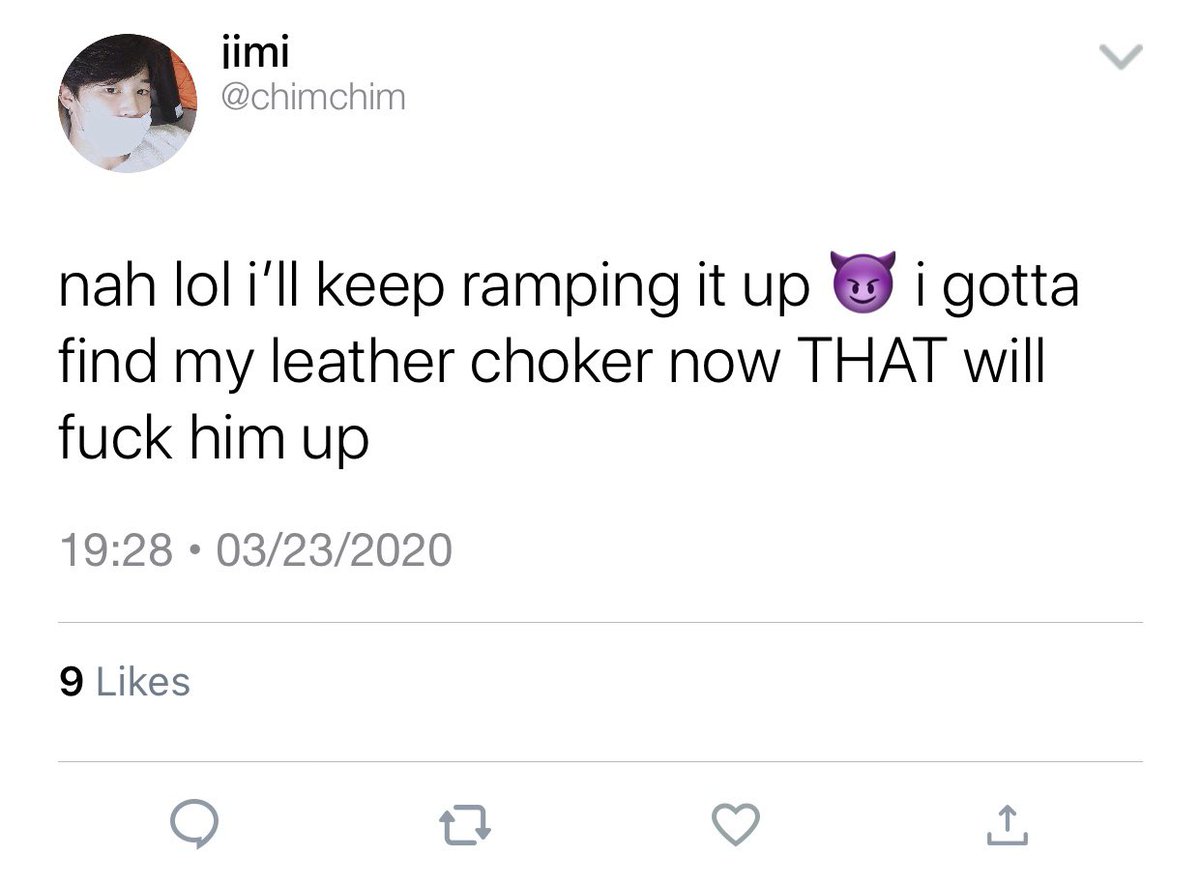 jimi
@chimchim
nah lol i’ll keep ramping it up 😈 i gotta
find my leather choker now THAT will
fuck him up
19:28 • 03/23/2020
9 Likes